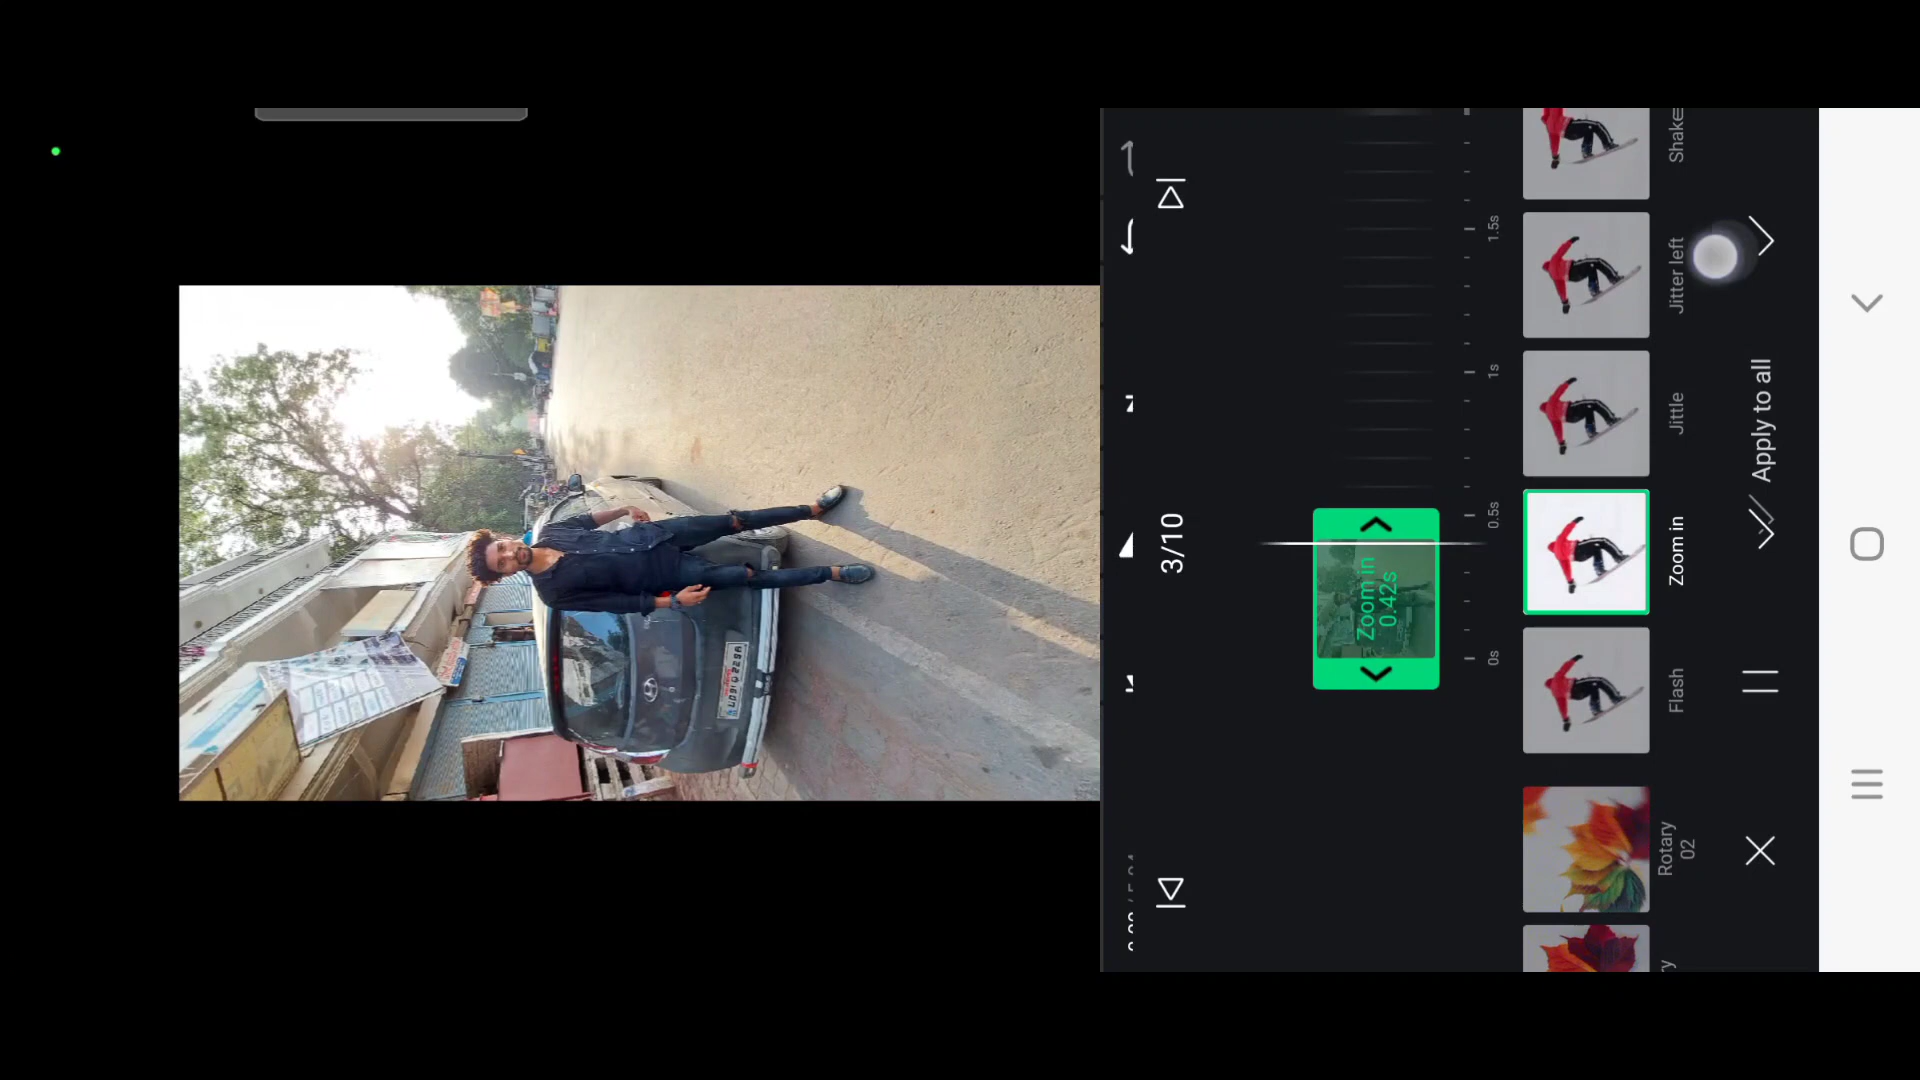 3/10
Zoom in
0.42s
0s
0.5s
1s
1.5s
Rotary
02
Flash
Zoom in
Jittle
Jitter left
Shake
Apply to all